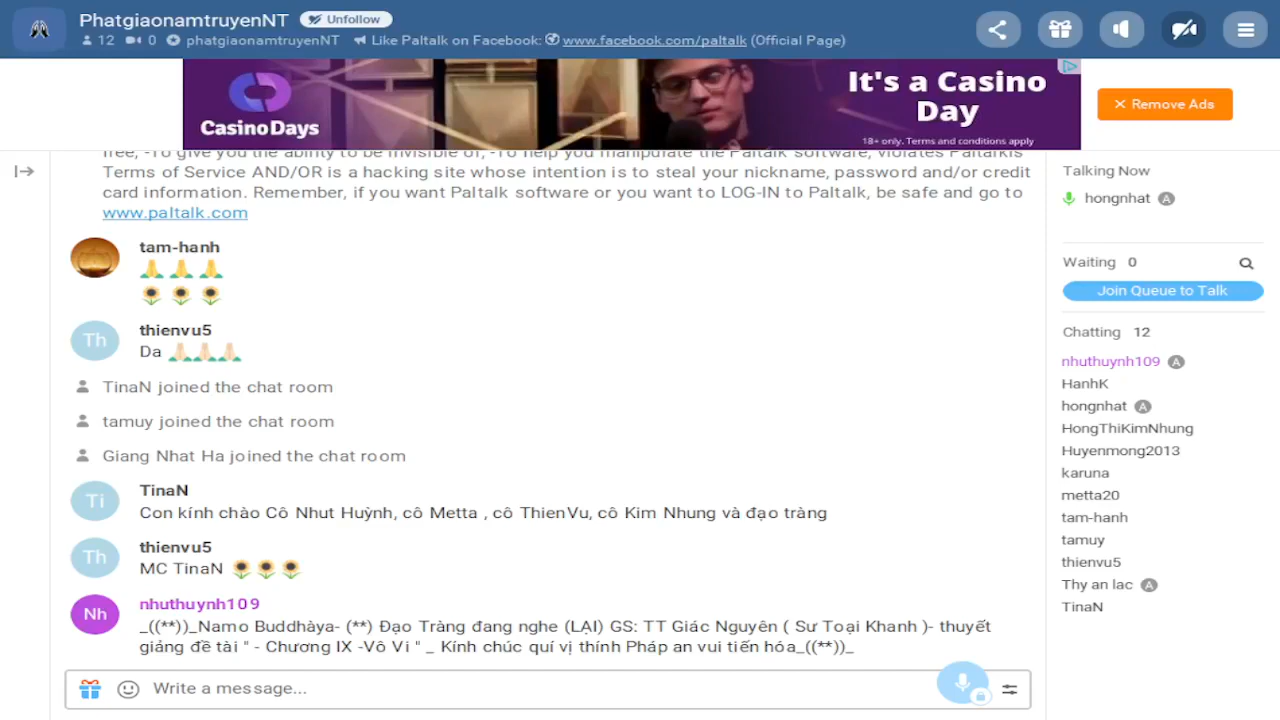 PhatgiaonamtruyenNT Unfollow
12 0 phatgiaonamtruyenNT Like Paltalk on Facebook: www.facebook.com/paltalk (Official Page)
CasinoDays
It's a Casino
Day
18+ only. Terms and conditions apply
Remove Ads
free, -To give you the ability to be invisible or, -To help you manipulate the Paltalk software, violates Paltalk's
Terms of Service AND/OR is a hacking site whose intention is to steal your nickname, password and/or credit
card information. Remember, if you want Paltalk software or you want to LOG-IN to Paltalk, be safe and go to
www.paltalk.com
tam-hanh
Th
thienvu5
Da
TinaN joined the chat room
tamuy joined the chat room
Giang Nhat Ha joined the chat room
Ti
TinaN
Con kính chào Cô Nhut Huỳnh, cô Metta , cô ThienVu, cô Kim Nhung và đạo tràng
Th
thienvu5
MC TinaN
Nh
nhuthuynh109
_((**))_Namo Buddhàya- (**) Đạo Tràng đang nghe (LẠI) GS: TT Giác Nguyên ( Sư Toại Khanh )- thuyết
giảng đề tài " - Chương IX -Vô Vi " _ Kính chúc quí vị thính Pháp an vui tiến hóa_((**))_
Write a message...
Talking Now
hongnhat A
Waiting 0
Join Queue to Talk
Chatting 12
nhuthuynh109 A
HanhK
hongnhat A
HongThiKimNhung
Huyenmong2013
karuna
metta20
tam-hanh
tamuy
thienvu5
Thy an lac A
TinaN